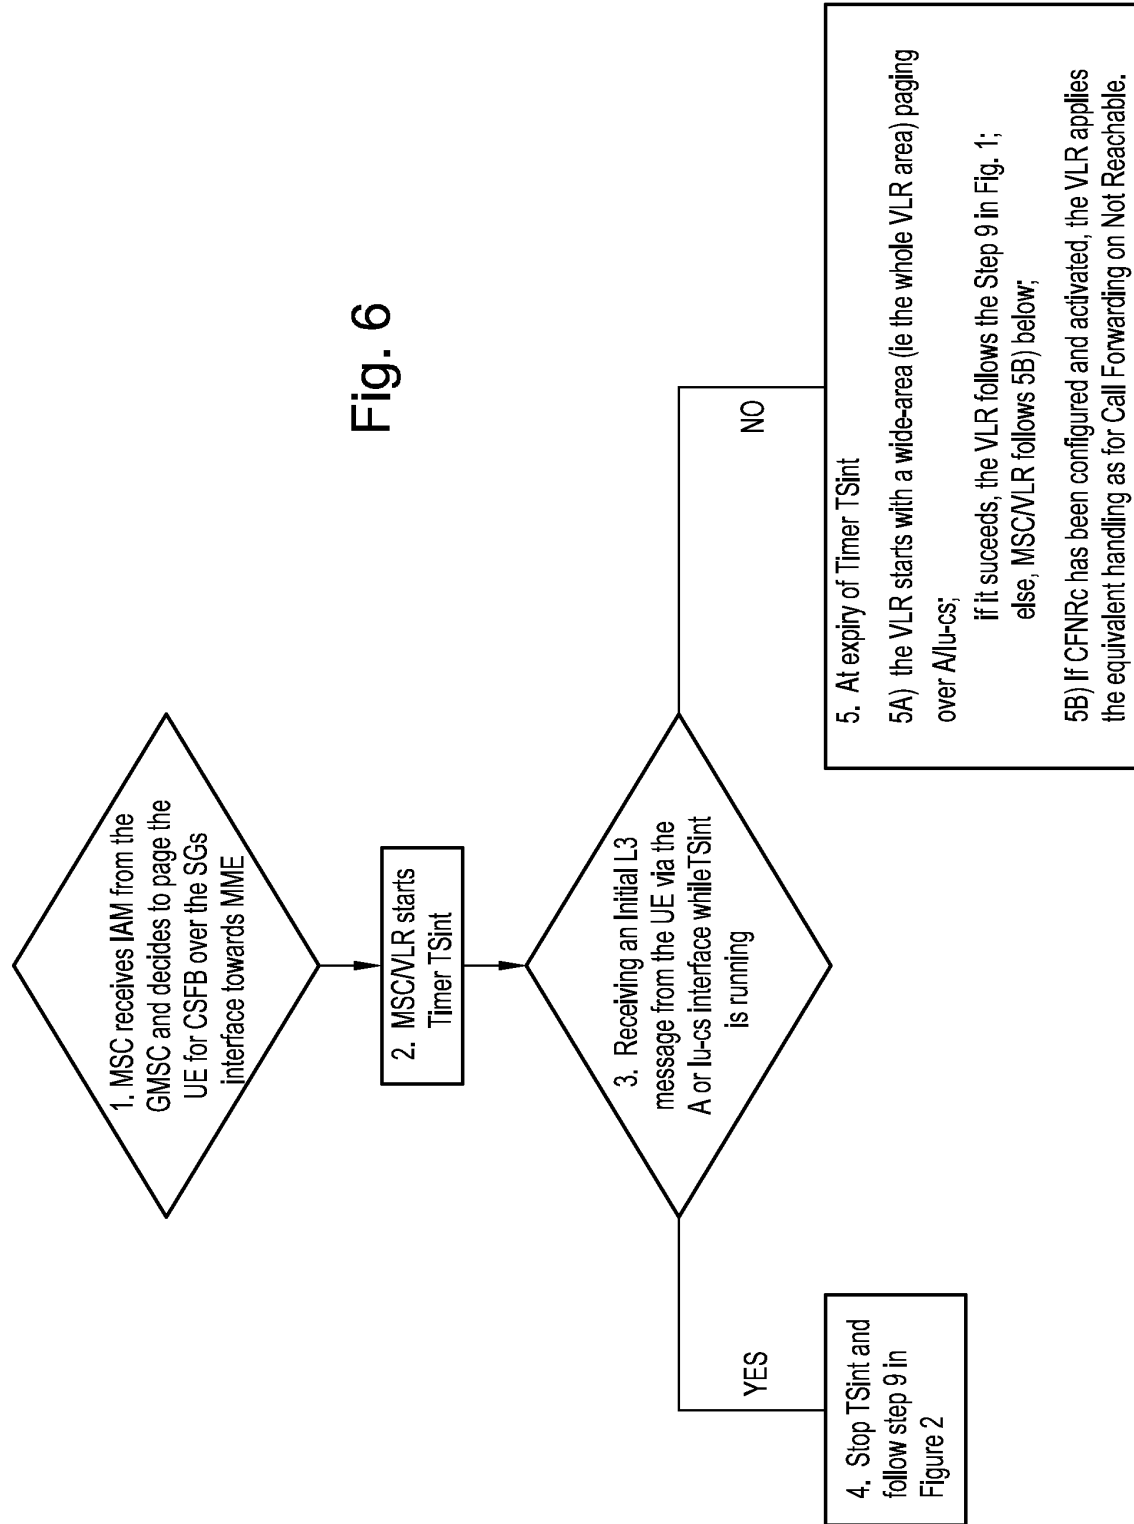 1. MSC receives IAM from the
GMSC and decides to page the
UE for CSFB over the SGs
interface towards MME
2. MSC/VLR starts
Timer TSint
3. Receiving an Initial L3
message from the UE via the
A or Iu-cs interface whileTSint
is running
YES
NO
4. Stop TSint and
follow step 9 in
Figure 2
5. At expiry of Timer TSint
5A) the VLR starts with a wide-area (ie the whole VLR area) paging
over A/Iu-cs;
if it suceeds, the VLR follows the Step 9 in Fig. 1;
else, MSC/VLR follows 5B) below;
5B) If CFNRc has been configured and activated, the VLR applies
the equivalent handling as for Call Forwarding on Not Reachable.
Fig. 6